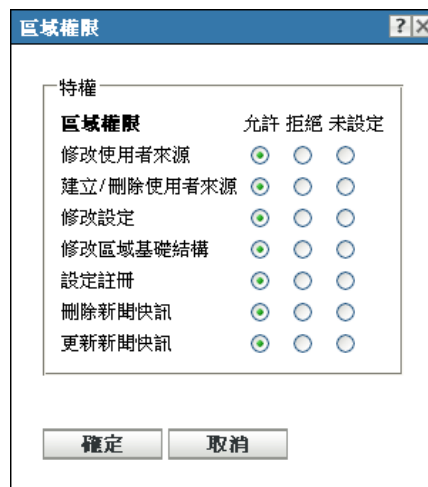 區域權限
特權
區域權限 允許 拒絕 未設定
修改使用者來源
建立/刪除使用者來源
修改設定
修改區域基礎結構
設定註冊
刪除新聞快訊
更新新聞快訊
確定 取消